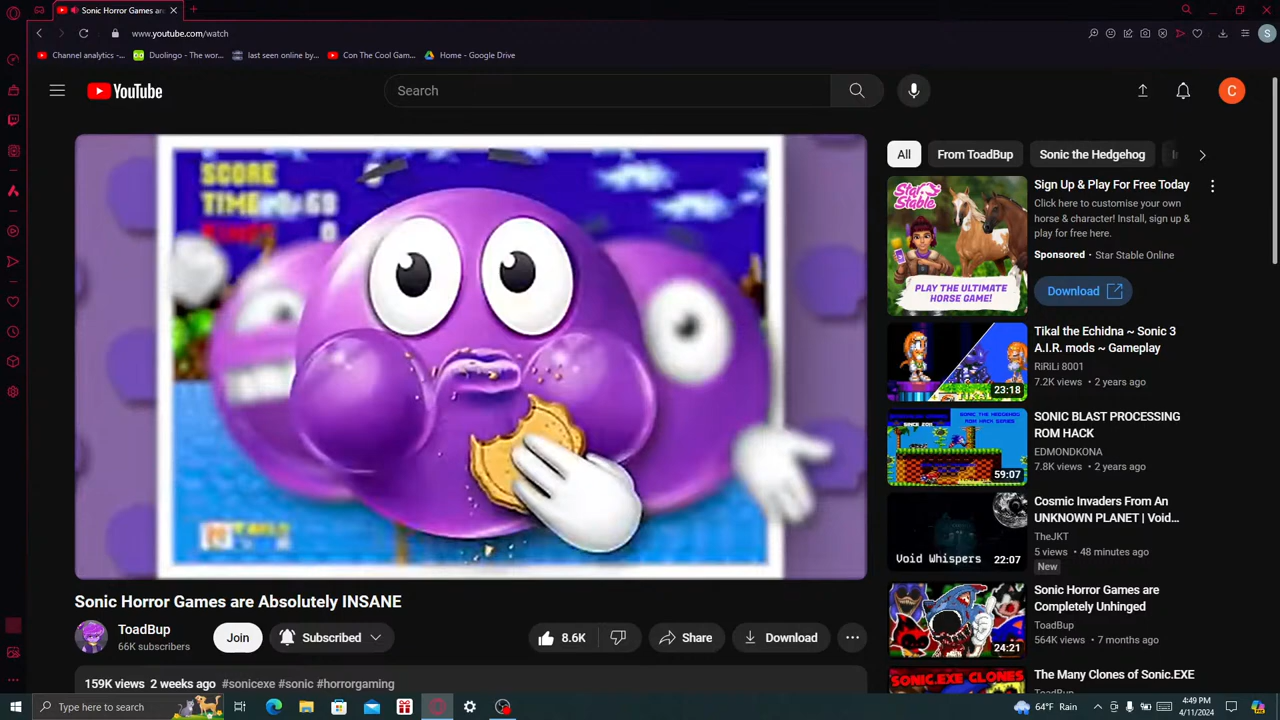 Sonic Horror Games ar
www.youtube.com/watch
Channel analytics -...
Duolingo - The wor...
last seen online by...
Con The Cool Gam...
Home - Google Drive
S
YouTube
Search
C
SCORE
TIME
All
From ToadBup
Sonic the Hedgehog
Star Stable
PLAY THE ULTIMATE
HORSE GAME!
Sign Up & Play For Free Today
Click here to customise your own
horse & character! Install, sign up &
play for free here.
Sponsored • Star Stable Online
Download
23:18
Tikal the Echidna ~ Sonic 3
A.I.R. mods ~ Gameplay
RiRiLi 8001
7.2K views • 2 years ago
SONIC THE HEDGEHOG
ROM HACK SERIES
59:07
SONIC BLAST PROCESSING
ROM HACK
EDMONDKONA
7.8K views • 2 years ago
Void Whispers
22:07
Cosmic Invaders From An
UNKNOWN PLANET | Void...
TheJKT
5 views • 48 minutes ago
New
24:21
Sonic Horror Games are
Completely Unhinged
ToadBup
564K views • 7 months ago
SONIC.EXE CLONES
The Many Clones of Sonic.EXE
Sonic Horror Games are Absolutely INSANE
ToadBup
66K subscribers
Join
Subscribed
8.6K
Share
Download
159K views 2 weeks ago #sonicexe #sonic #horrorgaming
Type here to search
64°F Rain
4:49 PM
4/11/2024